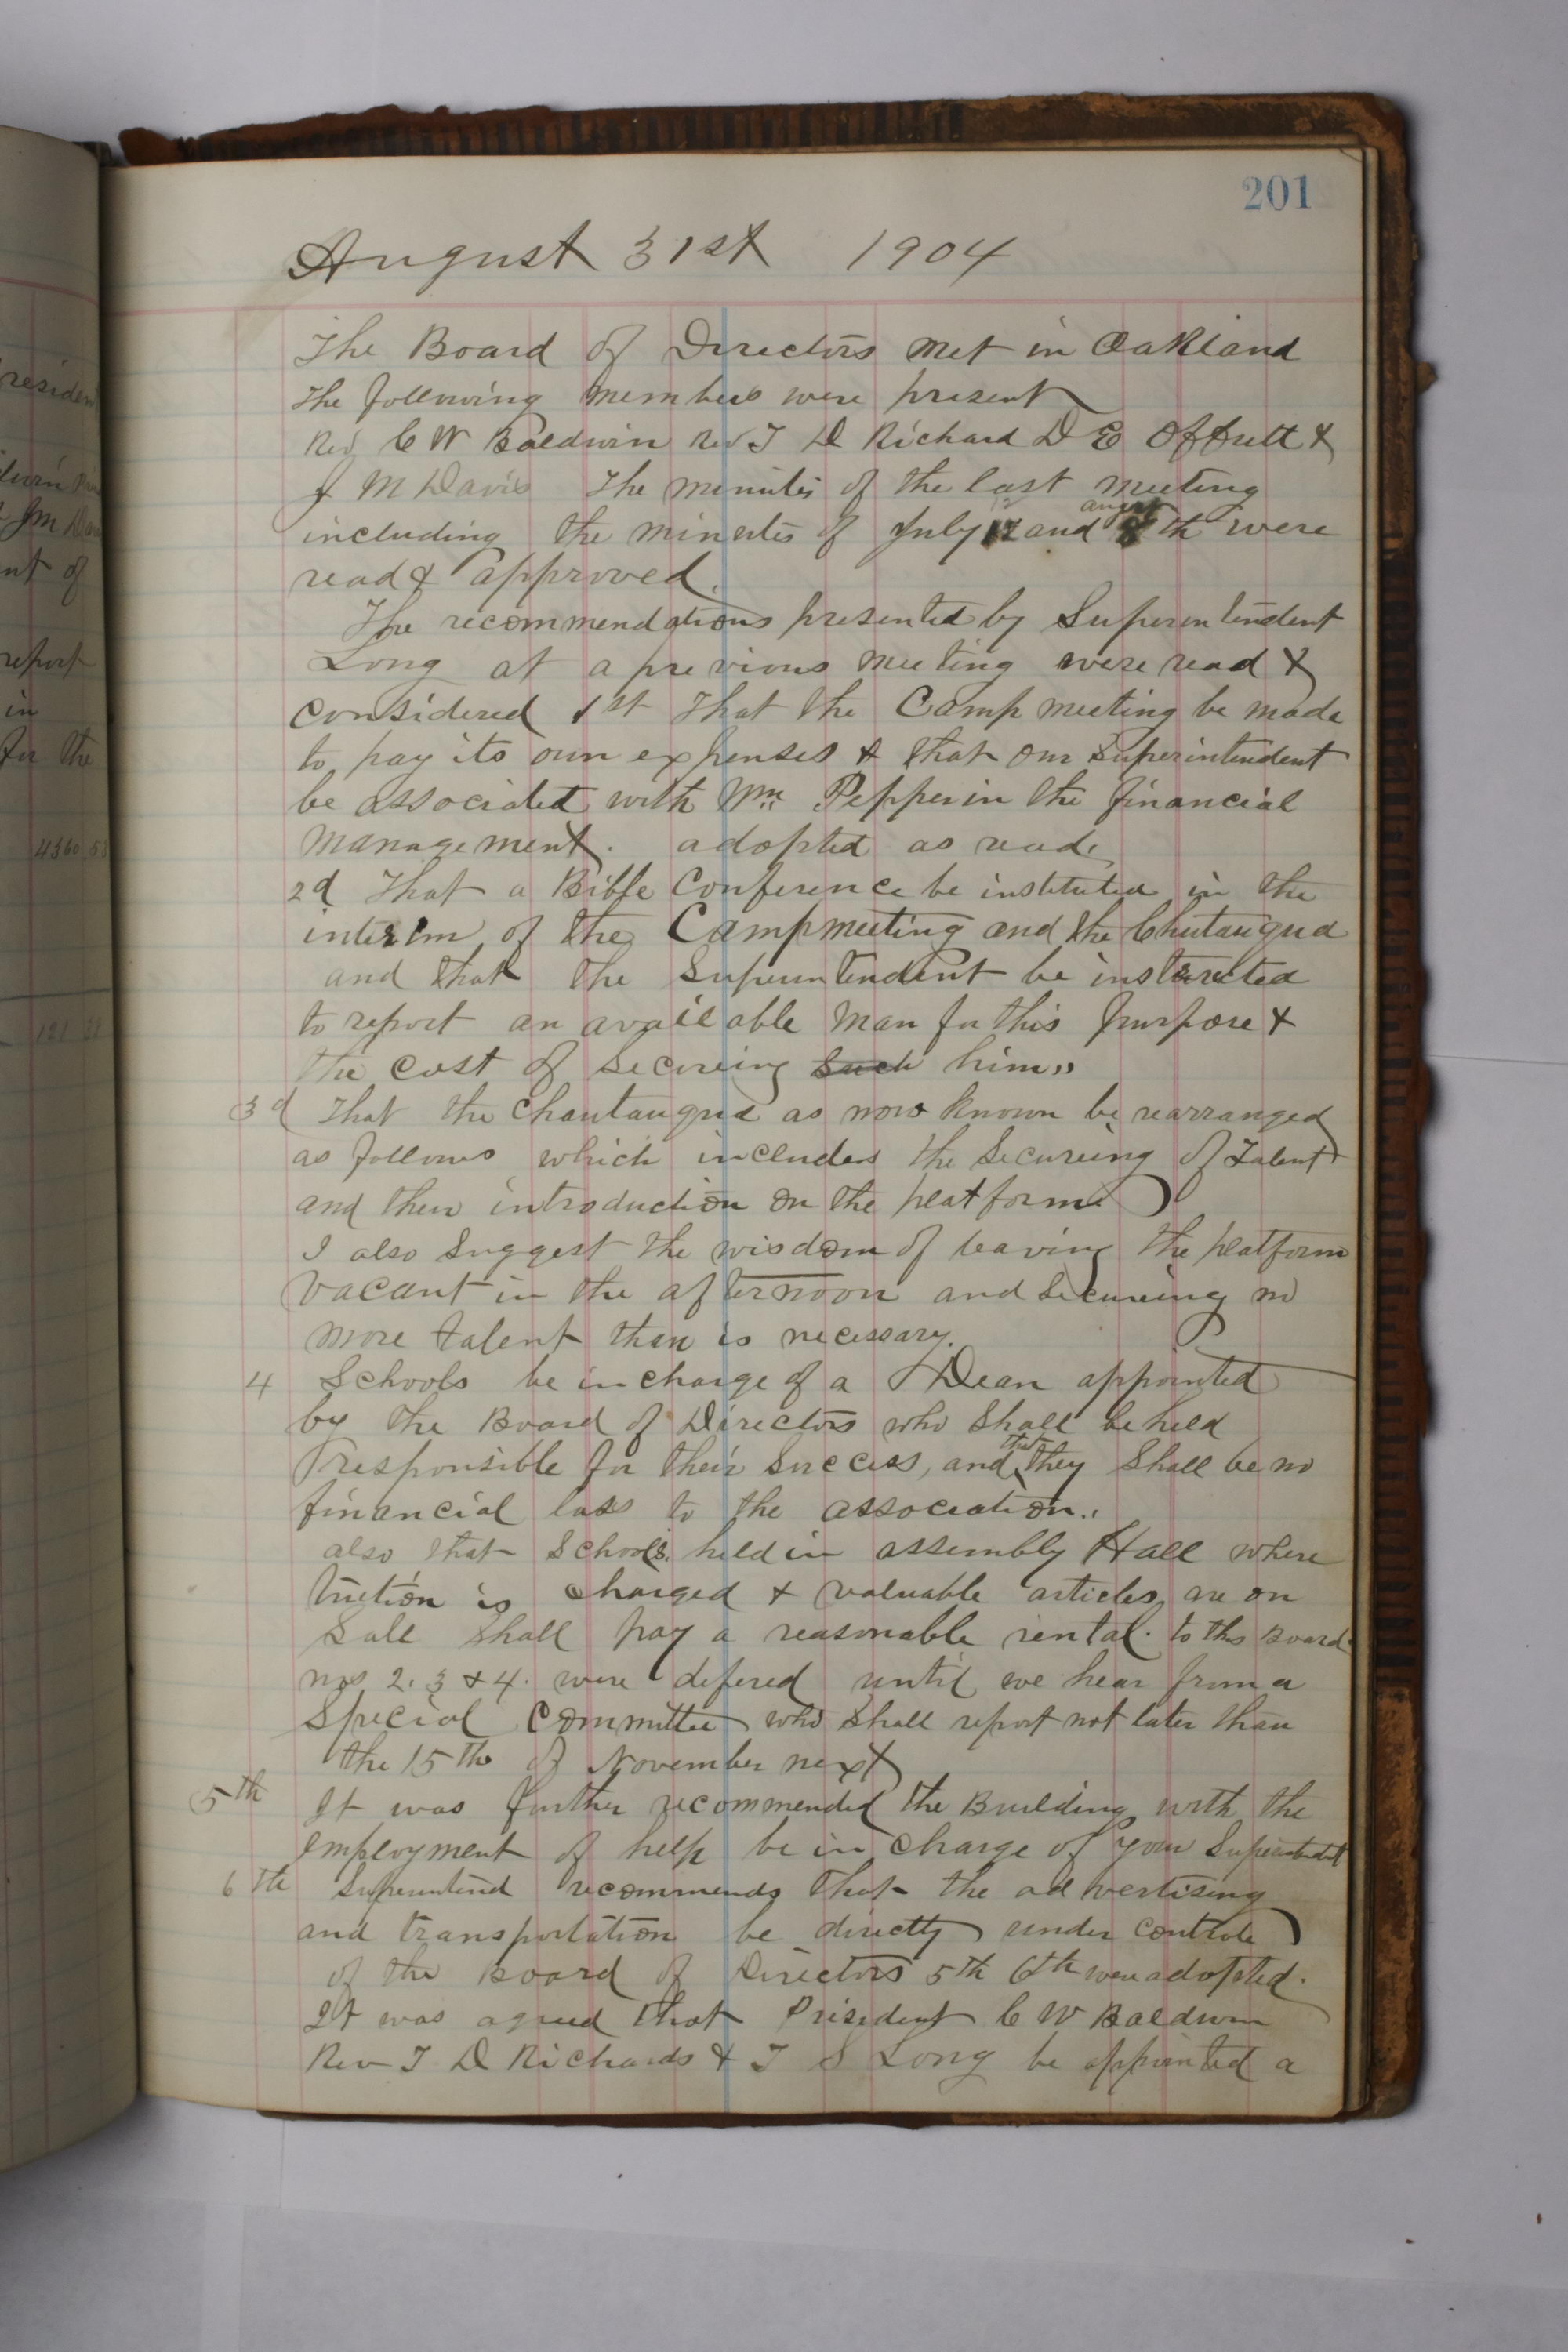 201
August 31st 1904
The Board of Directors met in Oakland
the following members were present
Rev C W Baldwin Rev T D Richard D E Offutt &
J M Davis The minutes of the last meeting
including the minutes of July 12 and august th were
read & approved.
The recommendations presented by Superintendent
Long at a previous meeting were read &
considered 1st That the Camp meeting be made
to pay its own expenses & that our Superintendent
be associated with Wm Pepper in the financial
management. adopted as read
2d That a Bible Conference be instituted in the
interim of the Campmeeting and the Chutauqua
and that the Superintendent be instructed
to report an available man for this purpose &
the cost of Secureing such him"
3d That the Chautauqua as now known be rearranged
as follows which includes the Secureing of Talent
and their introduction on the platform
I also Suggest the wisdom of leaving the platform
vacant in the afternoon and Secureing no
more talent than is necessary.
4 Schools be in charge of a Dean appointed
by the Board of Directors who shall be held
responsible for their Success, and that they Shall be no
financial loss to the association.
also that Schools held in assembly Hall where
tuition is charged & valuable articles are on
Sale shall pay a reasonable rental. to this Board
nos 2. 3 & 4. were defered until we hear from a
Special Committee who shall report not later than
the 15th of November next
5th It was further recommended the Building with the
employment of help be in charge of your Superintendent
6th Superintend recommends that the advertising
and transportation be directly under controle
of the Board of Directors 5th 6th were adopted.
It was agreed that President C W Baldwin
Rev T D Richards & T S Long be appointed a
residen
Jm Dav
nt of
report
in
for the
4360 58